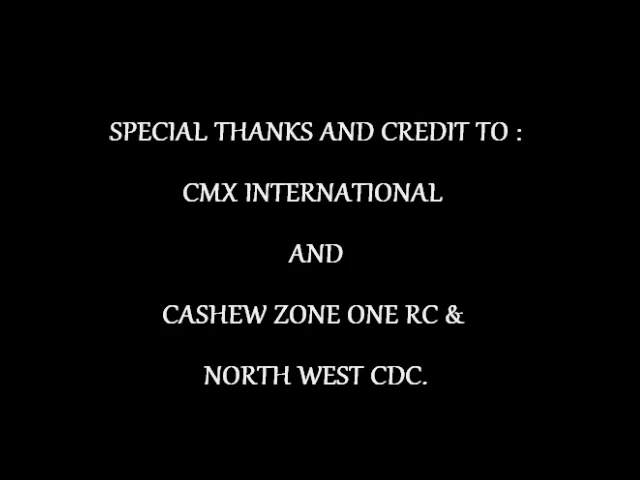 SPECIAL THANKS AND CREDIT TO :
CMX INTERNATIONAL
AND
CASHEW ZONE ONE RC &
NORTH WEST CDC.